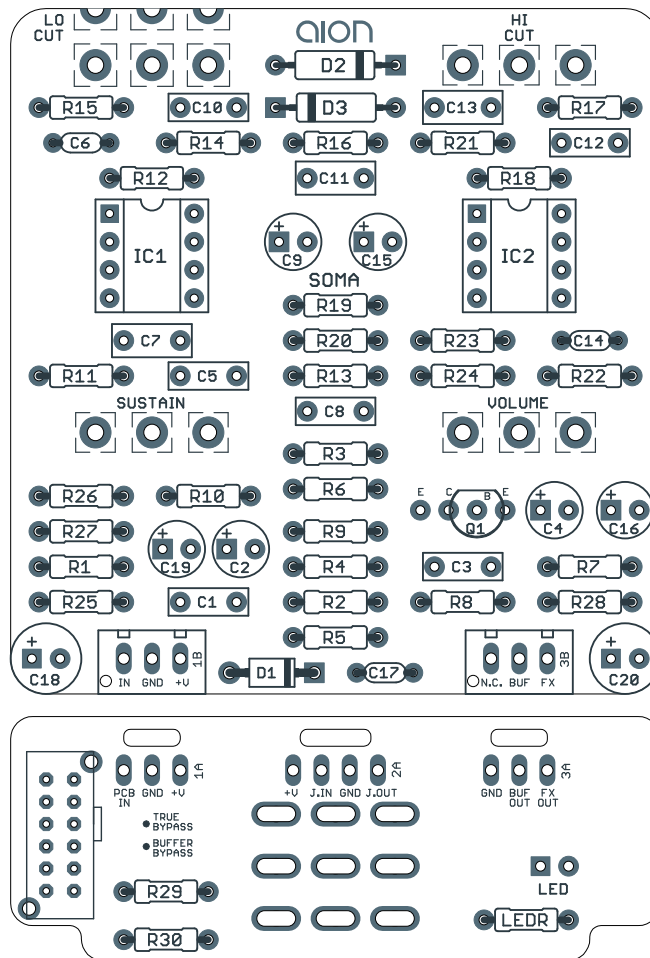 LO CUT
aion
HI CUT
D2
R15
C10
D3
C13
R17
C6
R14
R16
R21
C12
R12
C11
R18
IC1
+
C9
+
C15
IC2
SOMA
R19
C7
R20
R23
C14
R11
C5
R13
R24
R22
SUSTAIN
C8
VOLUME
R3
R26
R10
R6
E C B E
Q1
+
C4
+
C16
R27
+
C19
+
C2
R9
R1
R4
C3
R7
R25
C1
R2
R8
R28
R5
+
C18
IN GND +V
1B
D1
C17
N.C. BUF FX
3B
+
C20
PCB IN GND +V
1A
+V J.IN GND J.OUT
2A
GND BUF OUT FX OUT
3A
TRUE BYPASS
BUFFER BYPASS
LED
R29
LEDR
R30